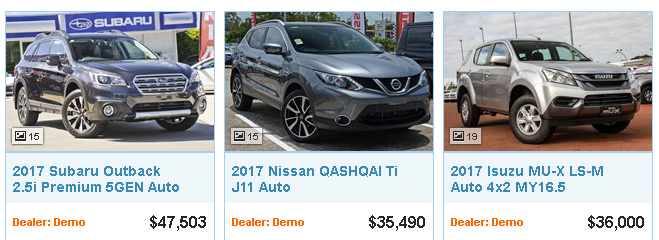 SUBARU
15
15
ISUZU
MU-X
19
2017 Subaru Outback
2.5i Premium 5GEN Auto
2017 Nissan QASHQAI Ti
J11 Auto
2017 Isuzu MU-X LS-M
Auto 4x2 MY16.5
Dealer: Demo
$47,503
Dealer: Demo
$35,490
Dealer: Demo
$36,000